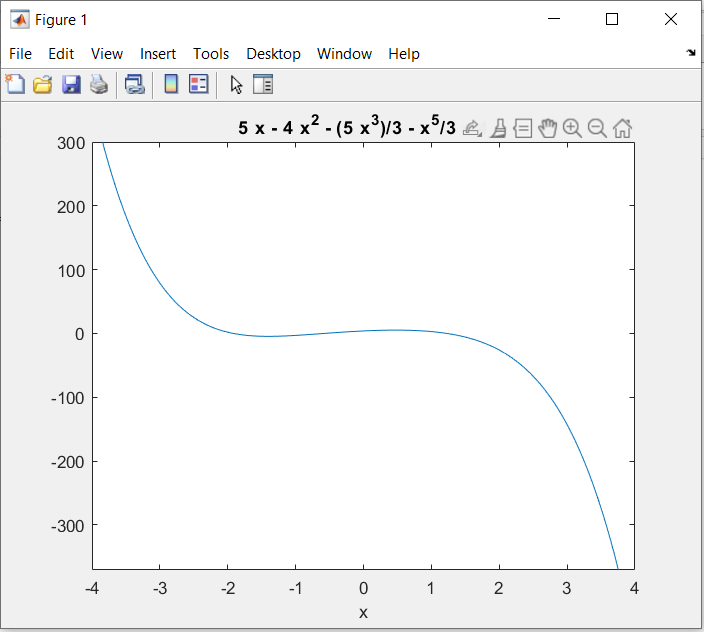 Figure 1
File Edit View Insert Tools Desktop Window Help
5 x - 4 x² - (5 x³)/3 - x⁵/3
300
200
100
0
-100
-200
-300
-4 -3 -2 -1 0 1 2 3 4
x